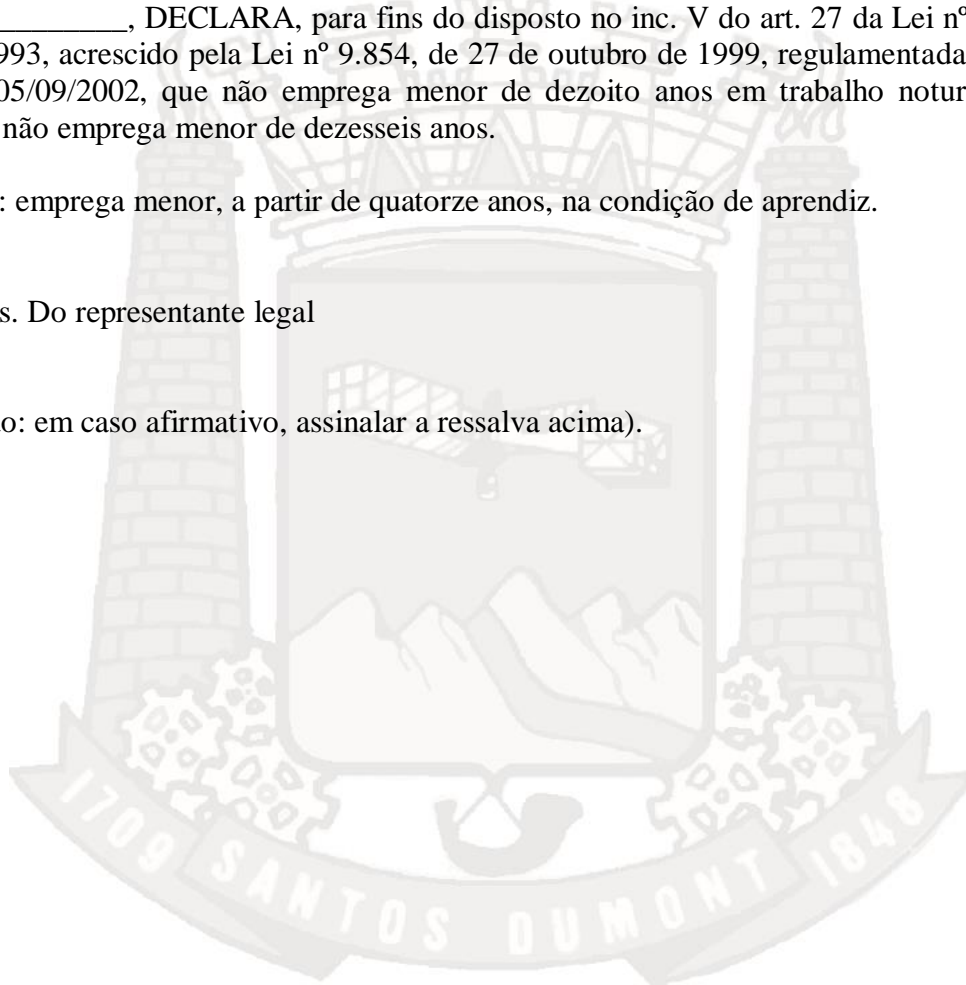 ________, DECLARA, para fins do disposto no inc. V do art. 27 da Lei nº
1993, acrescido pela Lei nº 9.854, de 27 de outubro de 1999, regulamentada
05/09/2002, que não emprega menor de dezoito anos em trabalho notur
não emprega menor de dezesseis anos.
: emprega menor, a partir de quatorze anos, na condição de aprendiz.
s. Do representante legal
o: em caso afirmativo, assinalar a ressalva acima).
1709 SANTOS DUMONT 1848